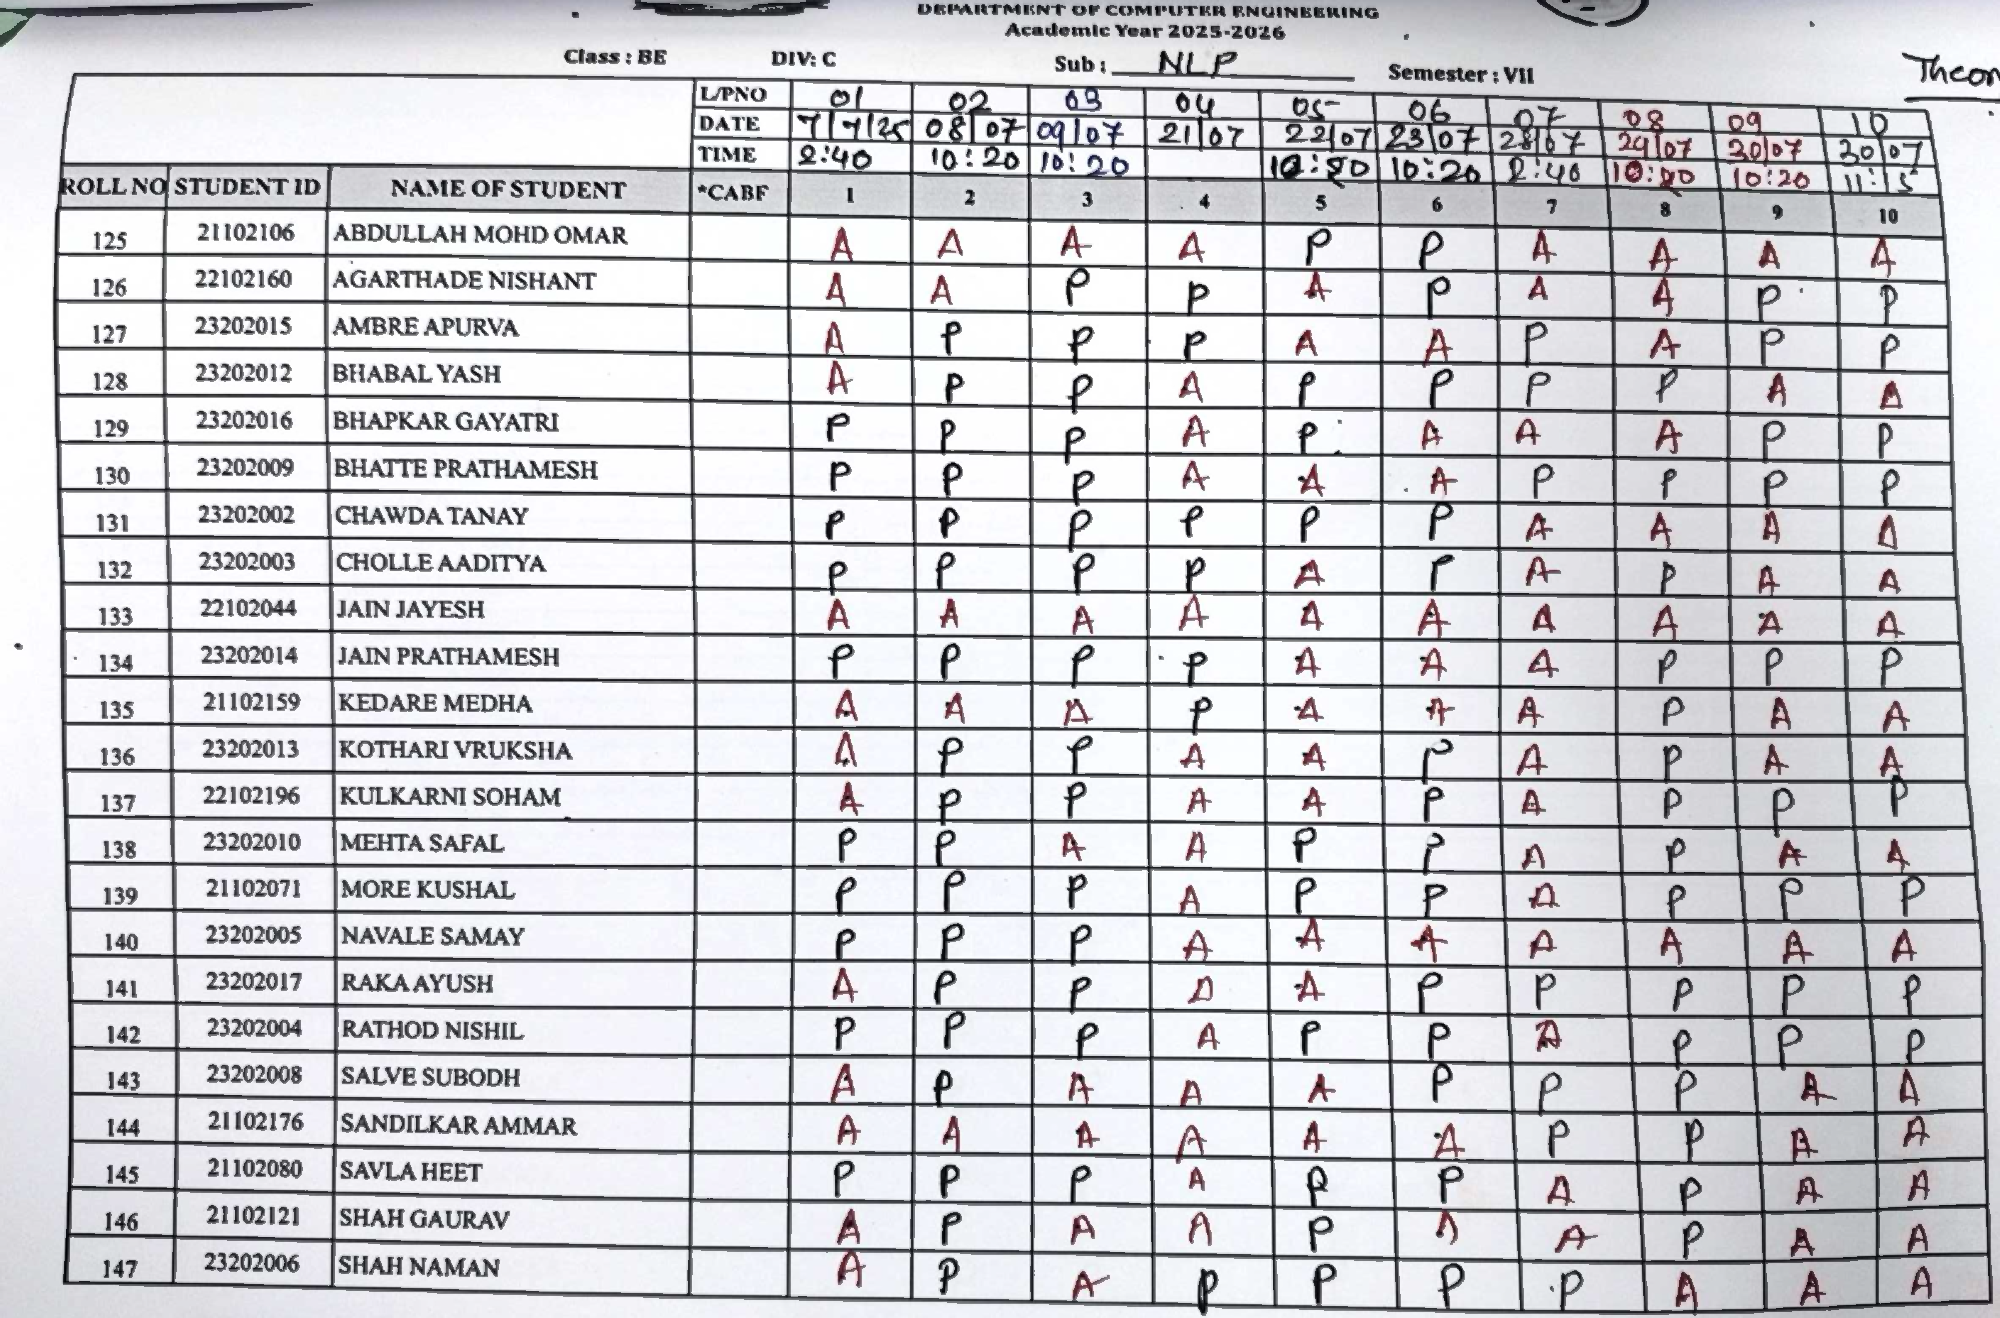 DEPARTMENT OF COMPUTER ENGINEERING
Academic Year 2025-2026
Class : BE DIV: C Sub : NLP Semester : VII
L/PNO 01 02 03 04 05 06 07 08 09 10
DATE 7/7/25 08/07 09/07 21/07 22/07 23/07 28/07 29/07 30/07 30/07
TIME 2:40 10:20 10:20 10:20 10:20 2:40 10:20 10:20 11:15
ROLL NO STUDENT ID NAME OF STUDENT *CABF 1 2 3 4 5 6 7 8 9 10
125 21102106 ABDULLAH MOHD OMAR A A A A P P A A A A
126 22102160 AGARTHADE NISHANT A A P P A P A A P P
127 23202015 AMBRE APURVA A P P P A A P A P P
128 23202012 BHABAL YASH A P P A P P P P A A
129 23202016 BHAPKAR GAYATRI P P P A P A A A P P
130 23202009 BHATTE PRATHAMESH P P P A A A P P P P
131 23202002 CHAWDA TANAY P P P P P P A A A A
132 23202003 CHOLLE AADITYA P P P P A P A P A A
133 22102044 JAIN JAYESH A A A A A A A A A A
134 23202014 JAIN PRATHAMESH P P P P A A A P P P
135 21102159 KEDARE MEDHA A A A P A A A P A A
136 23202013 KOTHARI VRUKSHA A P P A A P A P A A
137 22102196 KULKARNI SOHAM A P P A A P A P P P
138 23202010 MEHTA SAFAL P P A A P P A P A A
139 21102071 MORE KUSHAL P P P A P P A P P P
140 23202005 NAVALE SAMAY P P P A A A A A A A
141 23202017 RAKA AYUSH A P P A A P P P P P
142 23202004 RATHOD NISHIL P P P A P P A P P P
143 23202008 SALVE SUBODH A P A A A P P P A A
144 21102176 SANDILKAR AMMAR A A A A A A P P A A
145 21102080 SAVLA HEET P P P A P P A P A A
146 21102121 SHAH GAURAV A P A A P A A P A A
147 23202006 SHAH NAMAN A P A P P P P A A A